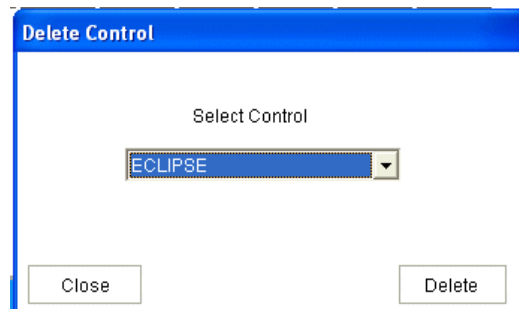 Delete Control
Select Control
ECLIPSE
Close Delete